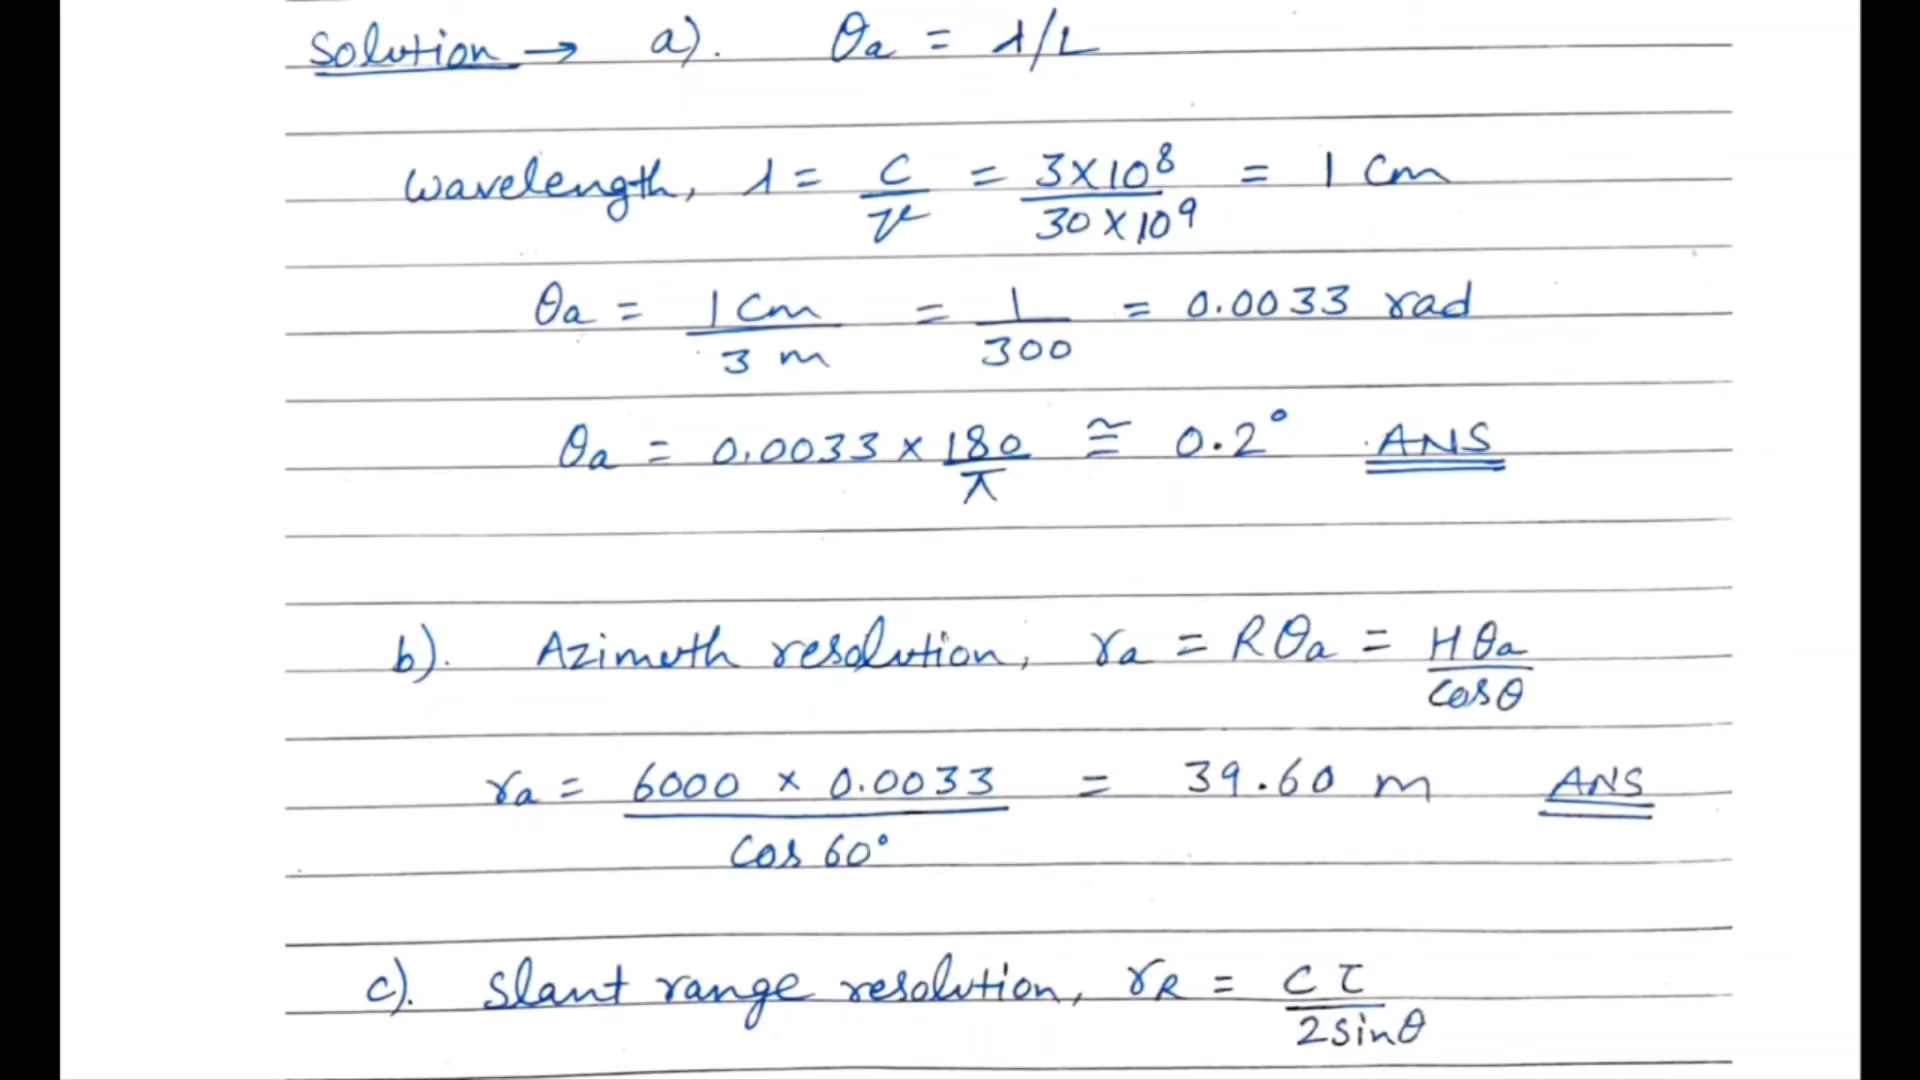 Solution → a). θa = λ/L
Wavelength, λ = C/ν = 3×10⁸/30×10⁹ = 1 cm
θa = 1 cm/3 m = 1/300 = 0.0033 rad
θa = 0.0033 × 180/π ≅ 0.2° ANS
b). Azimuth resolution, ra = Rθa = Hθa/cosθ
ra = 6000 × 0.0033/cos 60° = 39.60 m ANS
c). Slant range resolution, rR = Cτ/2sinθ